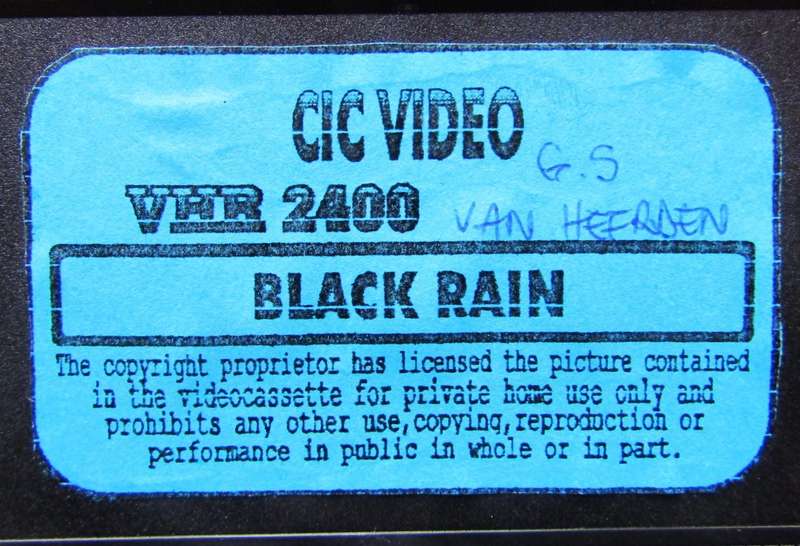 CIC VIDEO
G.S
VHR 2400 VAN HEERDEN
BLACK RAIN
The copyright proprietor has licensed the picture contained
in the videocassette for private home use only and
prohibits any other use, copying, reproduction or
performance in public in whole or in part.